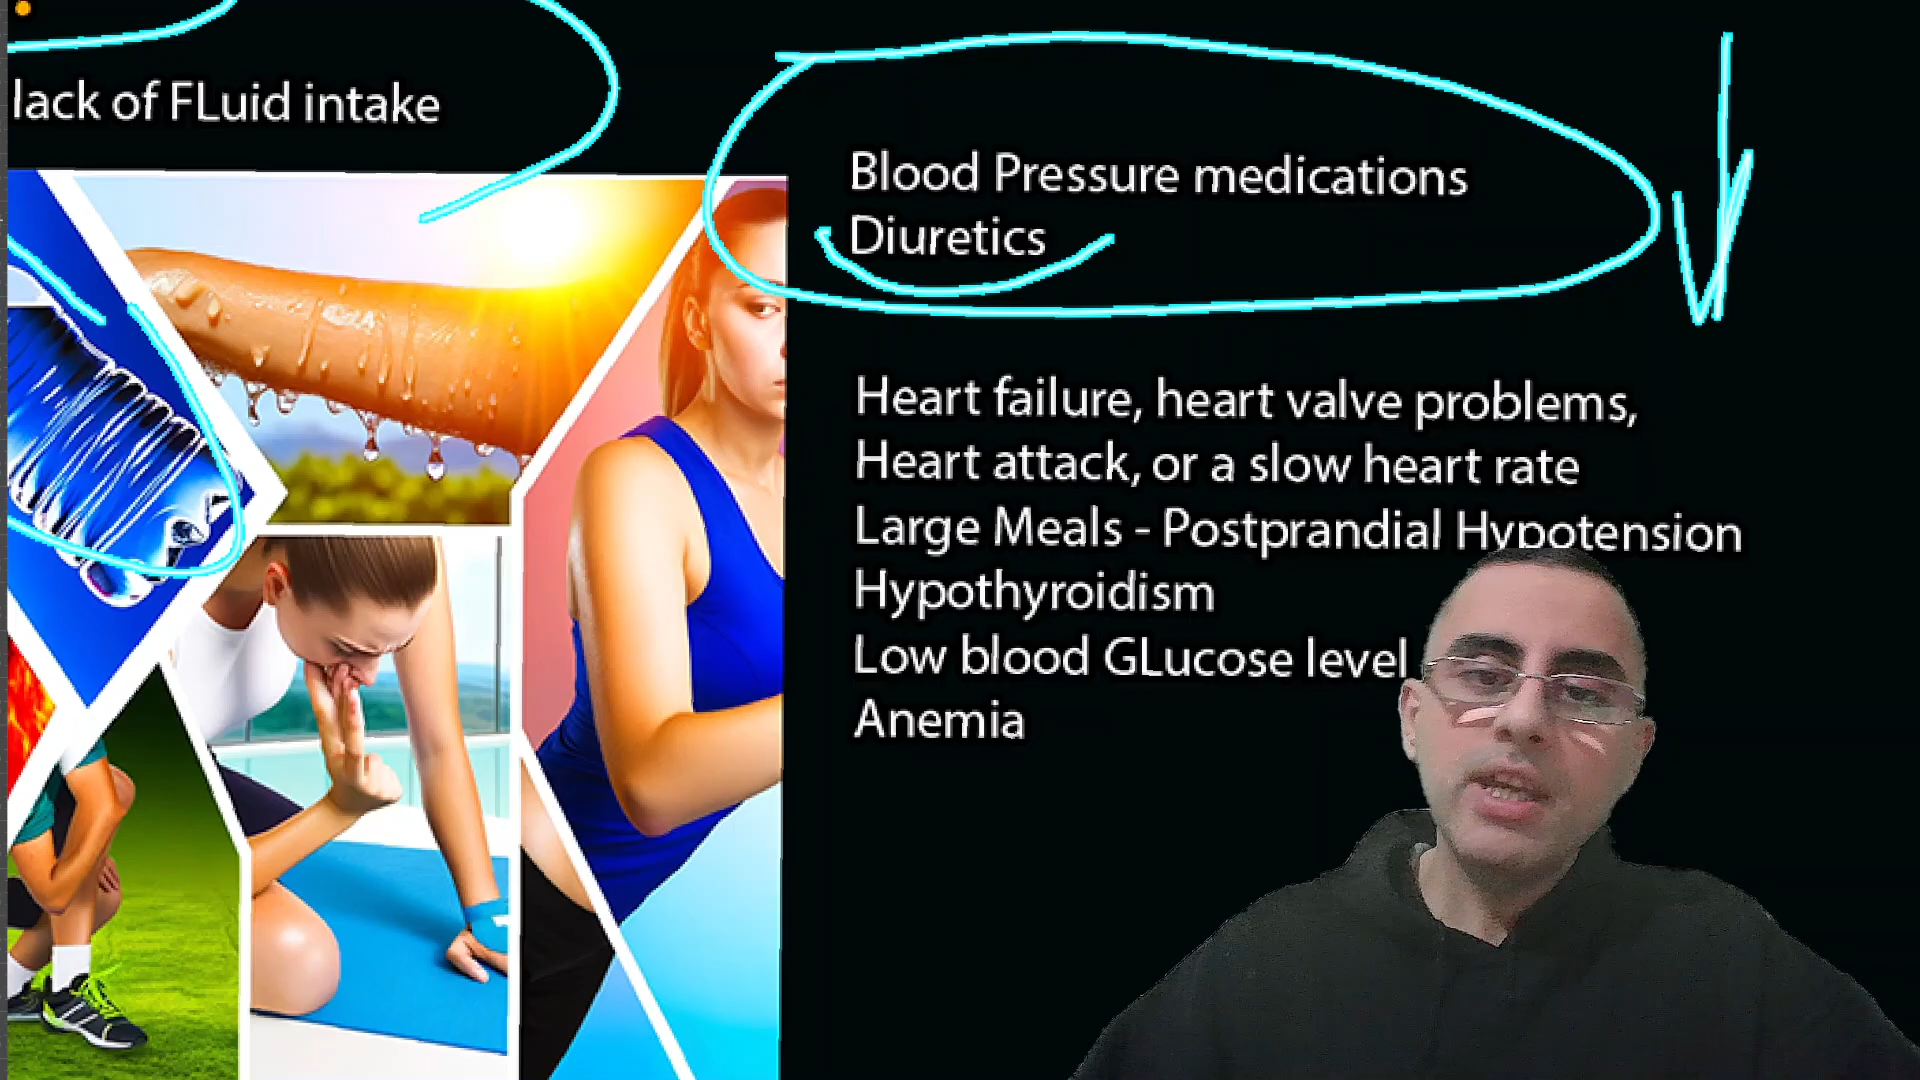 lack of FLuid intake
Blood Pressure medications
Diuretics
Heart failure, heart valve problems,
Heart attack, or a slow heart rate
Large Meals - Postprandial Hypotension
Hypothyroidism
Low blood GLucose level
Anemia